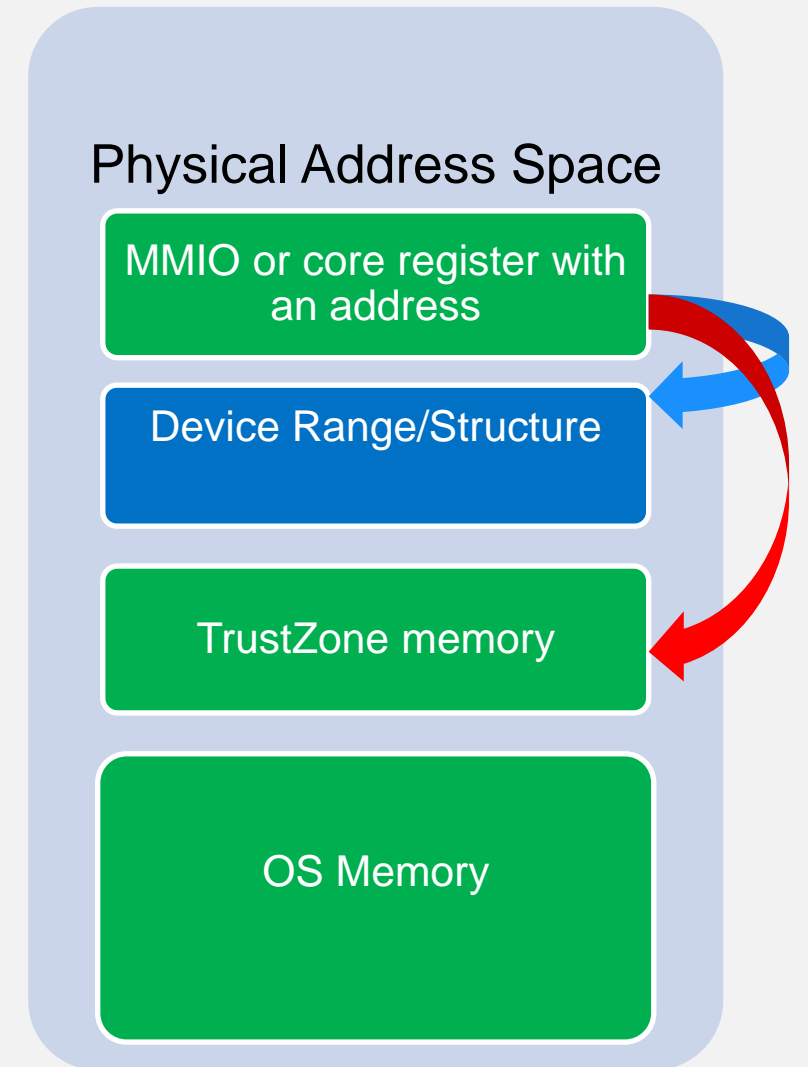 Physical Address Space
MMIO or core register with
an address
Device Range/Structure
TrustZone memory
OS Memory